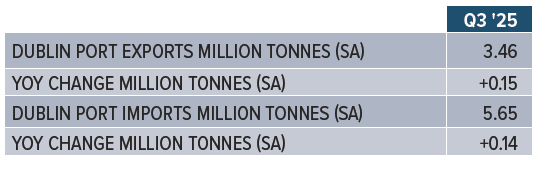 Q3 '25
DUBLIN PORT EXPORTS MILLION TONNES (SA) 3.46
YOY CHANGE MILLION TONNES (SA) +0.15
DUBLIN PORT IMPORTS MILLION TONNES (SA) 5.65
YOY CHANGE MILLION TONNES (SA) +0.14